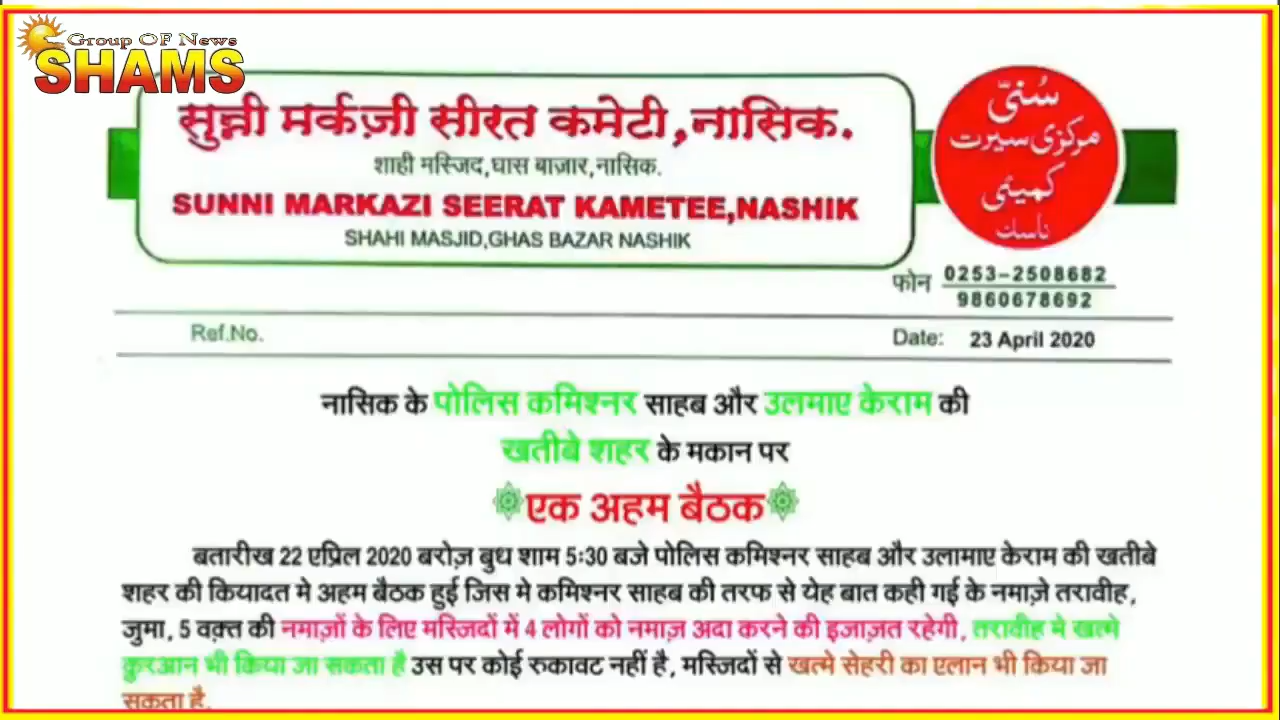 Group OF News
SHAMS
सुन्नी मर्कज़ी सीरत कमेटी,नासिक.
शाही मस्जिद,घास बाज़ार,नासिक.
SUNNI MARKAZI SEERAT KAMETEE,NASHIK
SHAHI MASJID,GHAS BAZAR NASHIK
سُنّی
مرکزی سیرت
کمیٹی
ناسک
फोन 0253-2508682
9860678692
Ref.No.
Date: 23 April 2020
नासिक के पोलिस कमिश्नर साहब और उलमाए केराम की
खतीबे शहर के मकान पर
एक अहम बैठक
बतारीख 22 एप्रिल 2020 बरोज़ बुध शाम 5:30 बजे पोलिस कमिश्नर साहब और उलामाए केराम की खतीबे
शहर की कियादत मे अहम बैठक हुई जिस मे कमिश्नर साहब की तरफ से येह बात कही गई के नमाज़े तरावीह,
जुमा, 5 वक़्त की नमाज़ों के लिए मस्जिदों में 4 लोगों को नमाज़ अदा करने की इजाज़त रहेगी, तरावीह मे खत्मे
क़ुरआन भी किया जा सकता है उस पर कोई रुकावट नहीं है, मस्जिदों से खत्मे सेहरी का एलान भी किया जा
सकता है.